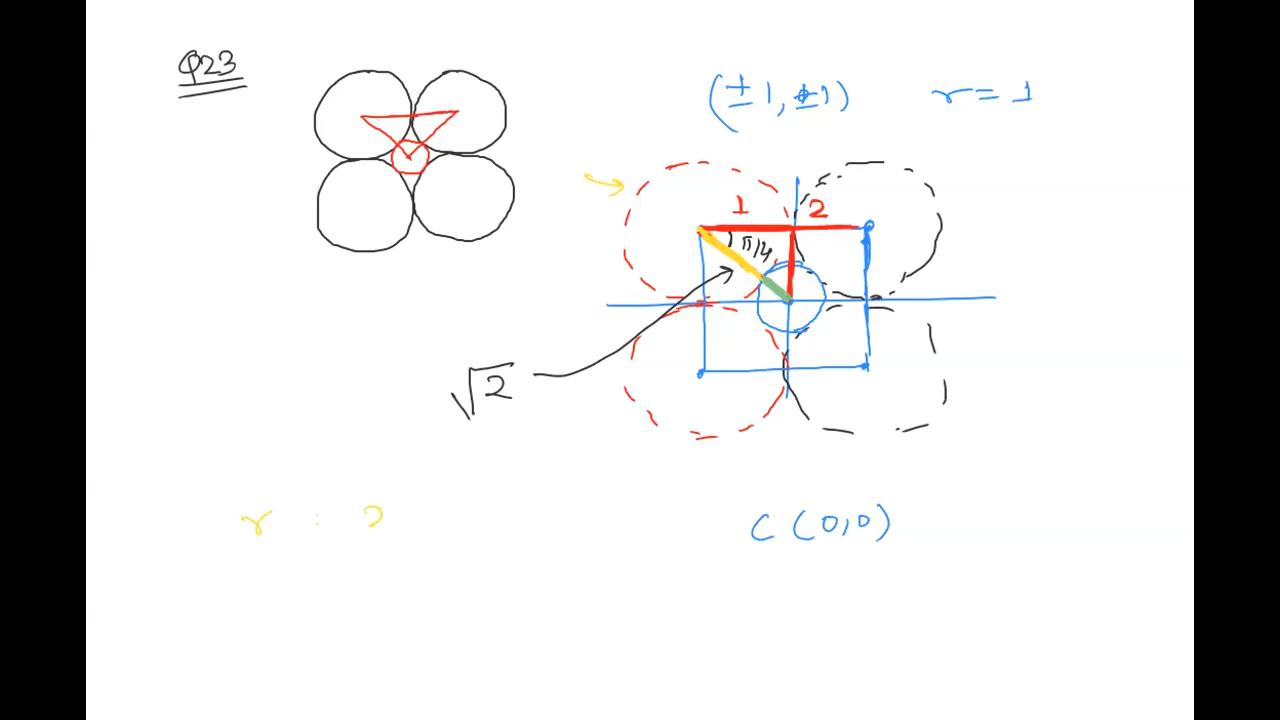 Q23
(±1, ±1) r = 1
1 2
π/4
√2
r : ?
C (0,0)